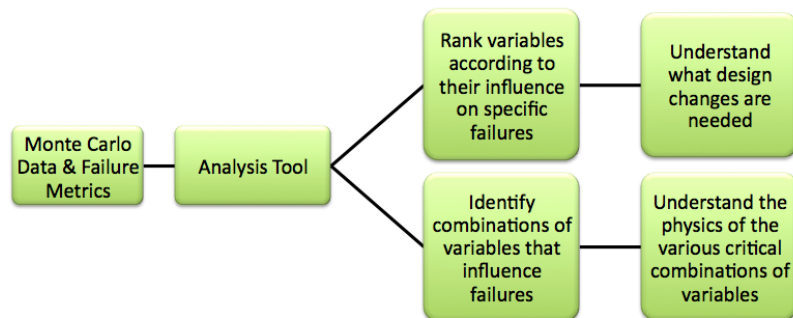 Monte Carlo
Data & Failure
Metrics
Analysis Tool
Rank variables
according to
their influence
on specific
failures
Understand
what design
changes are
needed
Identify
combinations of
variables that
influence
failures
Understand the
physics of the
various critical
combinations of
variables